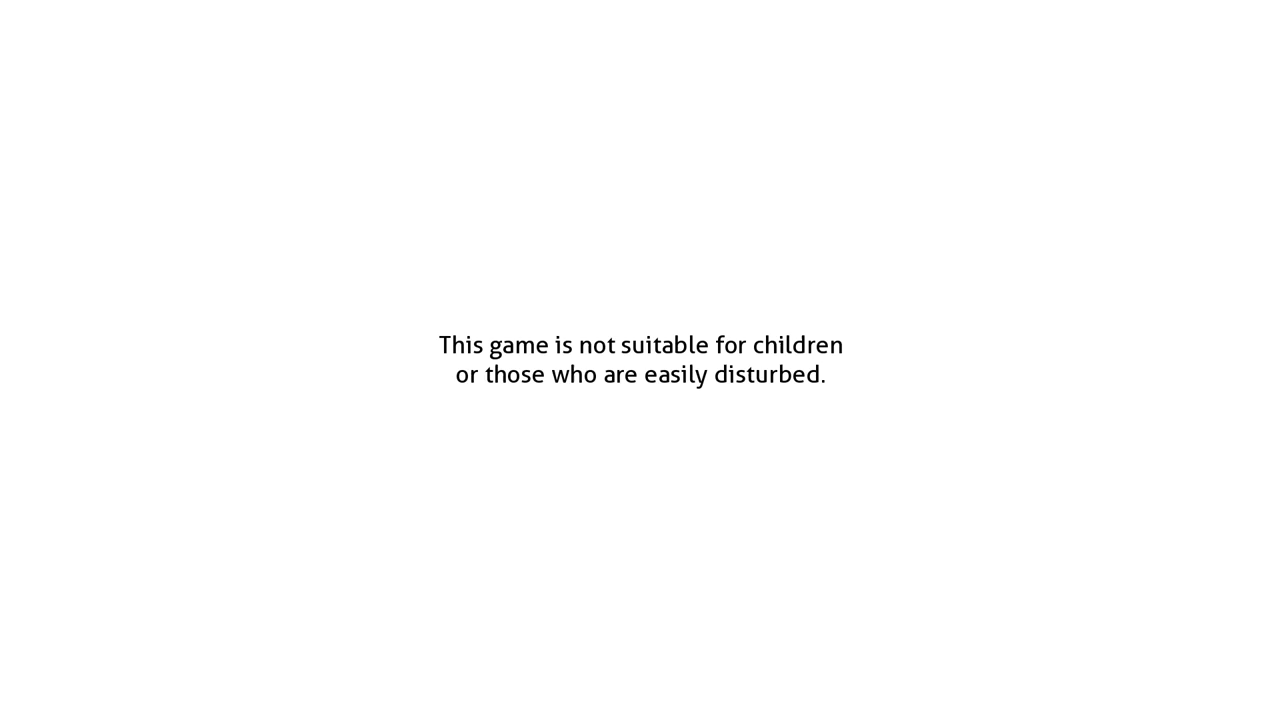 This game is not suitable for children
or those who are easily disturbed.